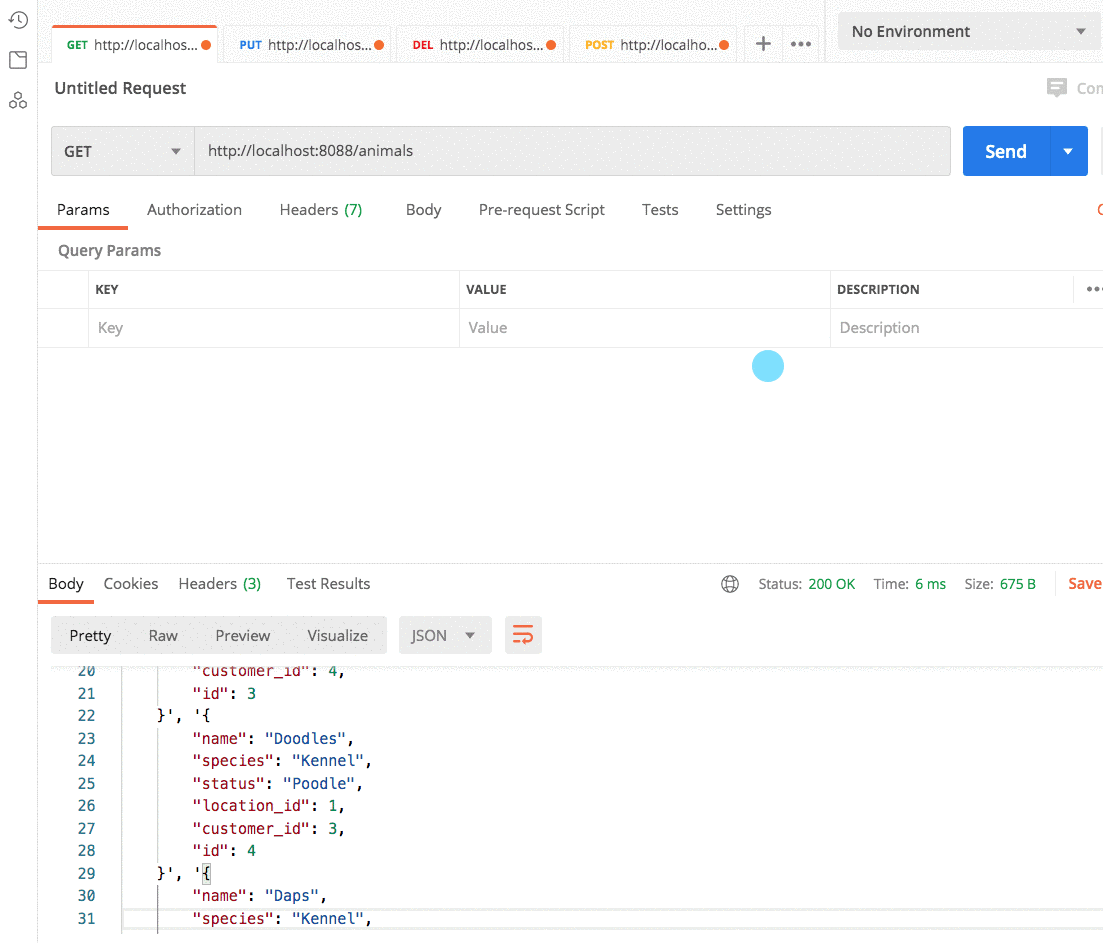 GET http://localhos... PUT http://localhos... DEL http://localhos... POST http://localho... + ••• No Environment
Untitled Request Con
GET http://localhost:8088/animals Send
Params Authorization Headers (7) Body Pre-request Script Tests Settings
Query Params
KEY VALUE DESCRIPTION •••
Key Value Description
Body Cookies Headers (3) Test Results Status: 200 OK Time: 6 ms Size: 675 B Save
Pretty Raw Preview Visualize JSON
20 "customer_id": 4,
21 "id": 3
22 }', '{
23 "name": "Doodles",
24 "species": "Kennel",
25 "status": "Poodle",
26 "location_id": 1,
27 "customer_id": 3,
28 "id": 4
29 }', '{
30 "name": "Daps",
31 "species": "Kennel",